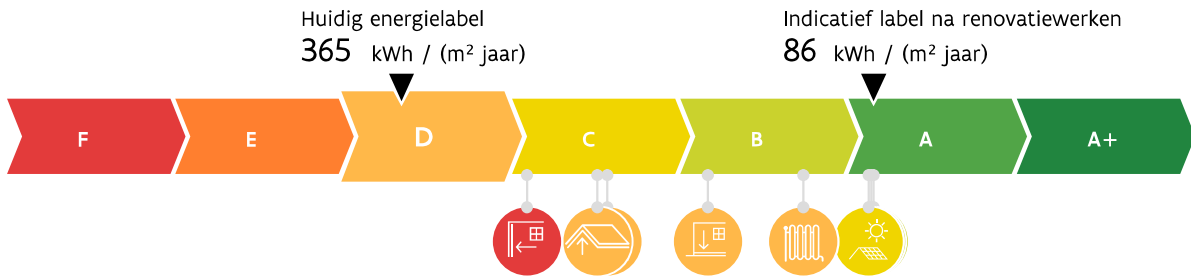 Huidig energielabel
365 kWh / (m² jaar)
Indicatief label na renovatiewerken
86 kWh / (m² jaar)
F E D C B A A+